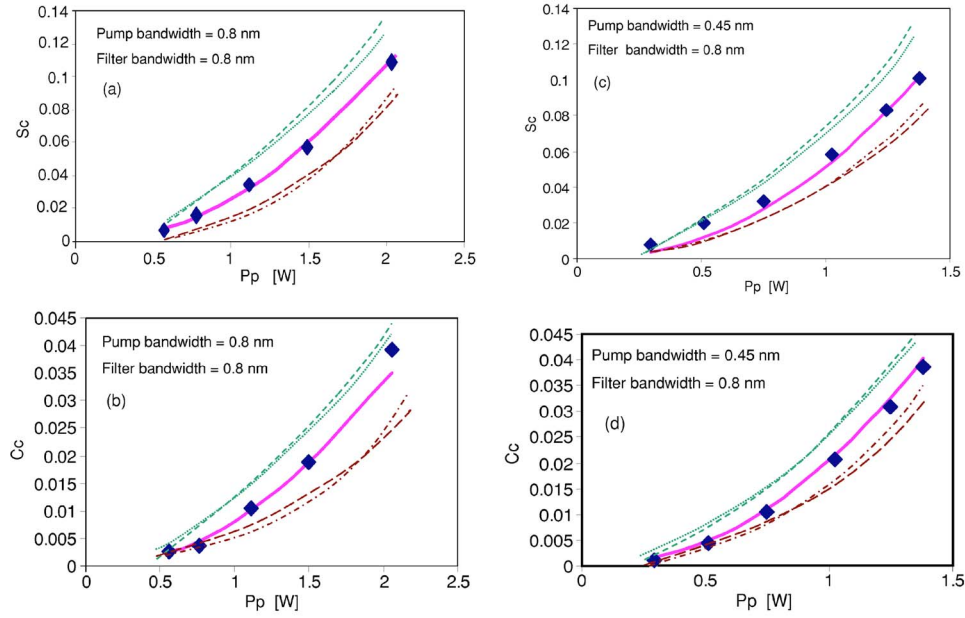 0.14
0.12
0.1
0.08
0.06
0.04
0.02
0
Sc
Pump bandwidth = 0.8 nm
Filter bandwidth = 0.8 nm
(a)
0 0.5 1 1.5 2 2.5
Pp [W]
0.14
0.12
0.1
0.08
0.06
0.04
0.02
0
Sc
Pump bandwidth = 0.45 nm
Filter bandwidth = 0.8 nm
(c)
0 0.5 1 1.5
Pp [W]
0.045
0.04
0.035
0.03
0.025
0.02
0.015
0.01
0.005
0
Cc
Pump bandwidth = 0.8 nm
Filter bandwidth = 0.8 nm
(b)
0 0.5 1 1.5 2 2.5
Pp [W]
0.045
0.04
0.035
0.03
0.025
0.02
0.015
0.01
0.005
0
Cc
Pump bandwidth = 0.45 nm
Filter bandwidth = 0.8 nm
(d)
0 0.5 1 1.5
Pp [W]